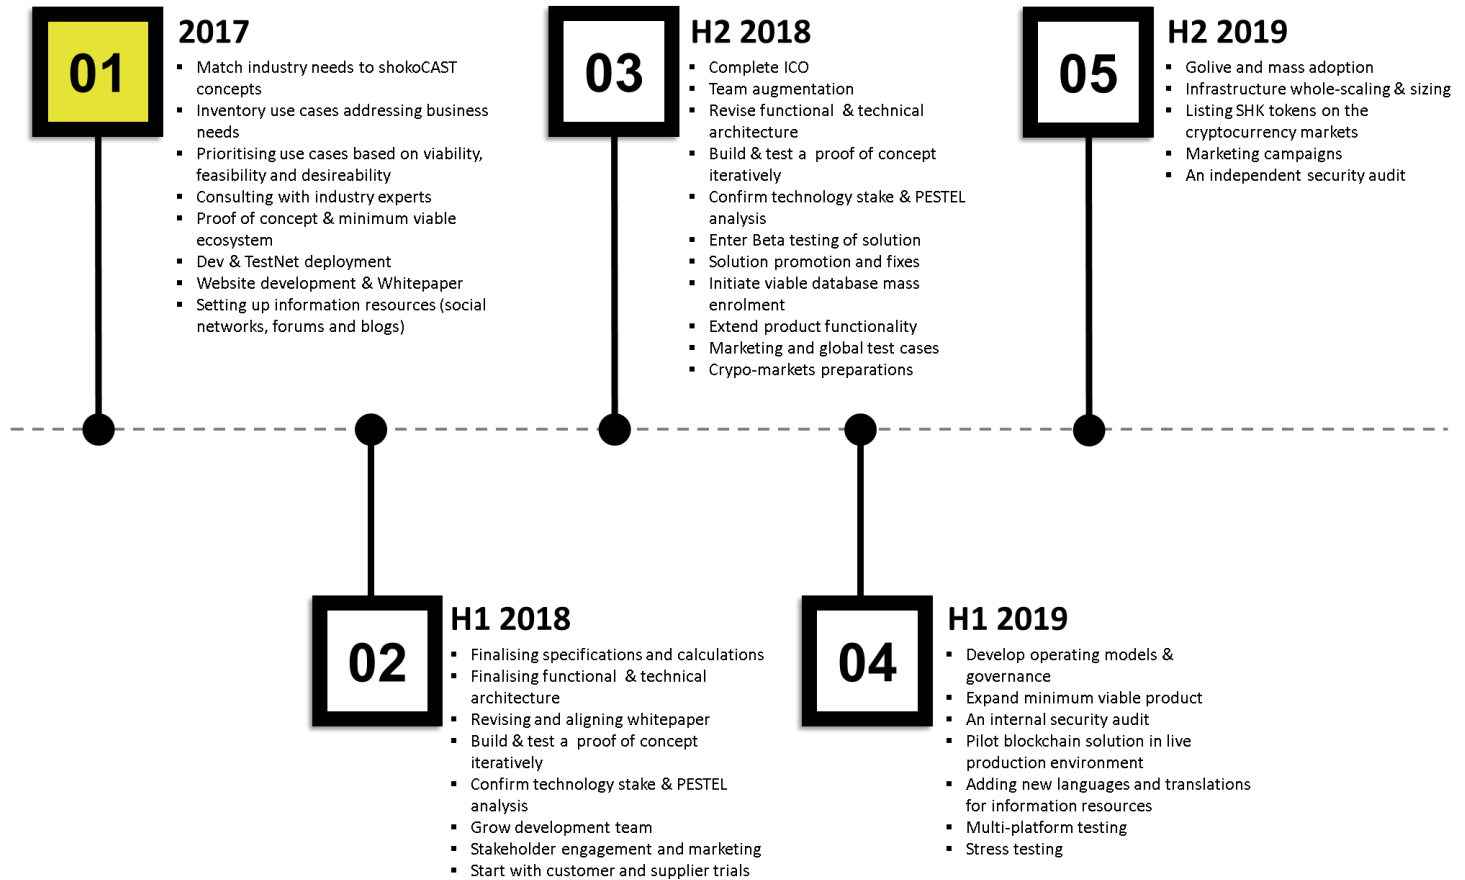 01
2017
▪ Match industry needs to shokoCAST
concepts
▪ Inventory use cases addressing business
needs
▪ Prioritising use cases based on viability,
feasibility and desireability
▪ Consulting with industry experts
▪ Proof of concept & minimum viable
ecosystem
▪ Dev & TestNet deployment
▪ Website development & Whitepaper
▪ Setting up information resources (social
networks, forums and blogs)
03
H2 2018
▪ Complete ICO
▪ Team augmentation
▪ Revise functional & technical
architecture
▪ Build & test a proof of concept
iteratively
▪ Confirm technology stake & PESTEL
analysis
▪ Enter Beta testing of solution
▪ Solution promotion and fixes
▪ Initiate viable database mass
enrolment
▪ Extend product functionality
▪ Marketing and global test cases
▪ Crypo-markets preparations
05
H2 2019
▪ Golive and mass adoption
▪ Infrastructure whole-scaling & sizing
▪ Listing SHK tokens on the
cryptocurrency markets
▪ Marketing campaigns
▪ An independent security audit
02
H1 2018
▪ Finalising specifications and calculations
▪ Finalising functional & technical
architecture
▪ Revising and aligning whitepaper
▪ Build & test a proof of concept
iteratively
▪ Confirm technology stake & PESTEL
analysis
▪ Grow development team
▪ Stakeholder engagement and marketing
▪ Start with customer and supplier trials
04
H1 2019
▪ Develop operating models &
governance
▪ Expand minimum viable product
▪ An internal security audit
▪ Pilot blockchain solution in live
production environment
▪ Adding new languages and translations
for information resources
▪ Multi-platform testing
▪ Stress testing